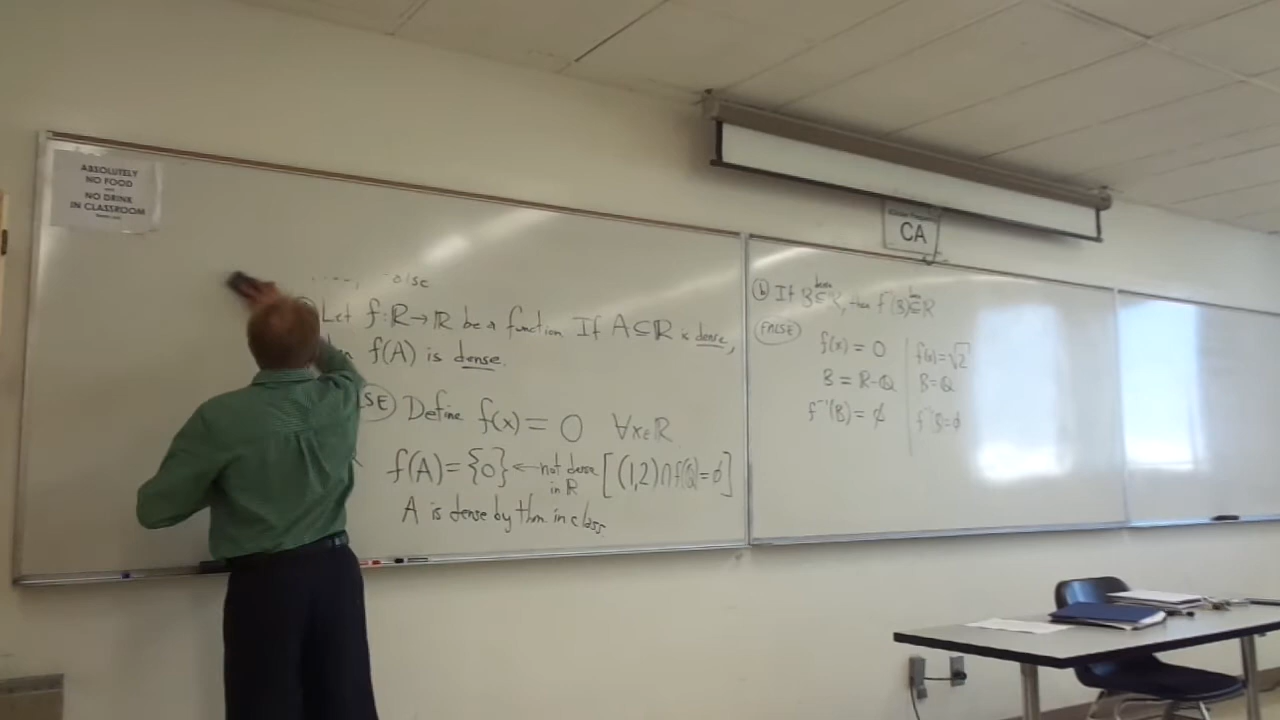 ABSOLUTELY
NO FOOD
NO DRINK
IN CLASSROOM
CA
Let f: ℝ → ℝ be a function If A ⊆ ℝ is dense,
f(A) is dense.
Define f(x) = 0 ∀x∈ℝ
f(A) = {0} ← not dense in ℝ [(1,2) ∩ f(Q) = ∅]
A is dense by thm in class.
(b) If B ⊆ ℝ, then f⁻¹(B) ⊆ ℝ
dense
FALSE
f(x) = 0
B = ℝ-Q
f⁻¹(B) = ∅
f(x) = √2
B = Q
f⁻¹(B = ∅